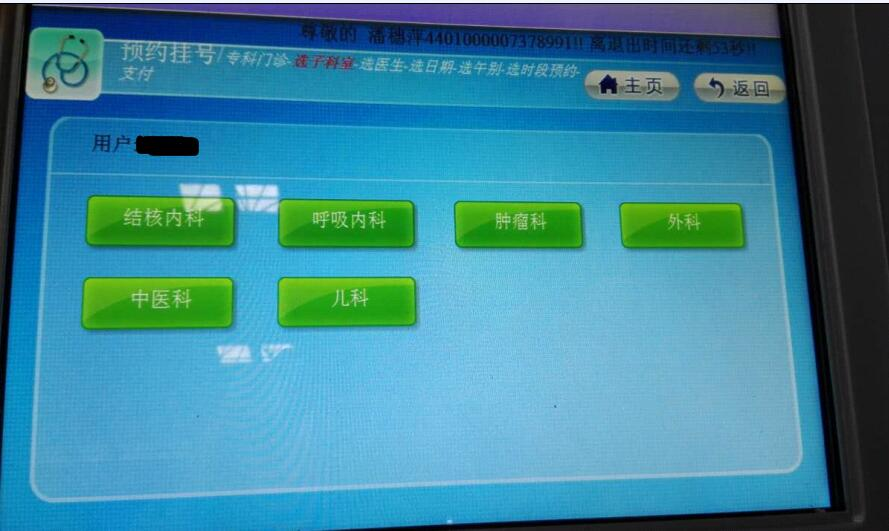 尊敬的 潘穗萍4401000007378991!! 离退出时间还剩53秒!!
预约挂号/专科门诊-选子科室-选医生-选日期-选午别-选时段预约-
支付
主页 返回
用户:
结核内科 呼吸内科 肿瘤科 外科
中医科 儿科